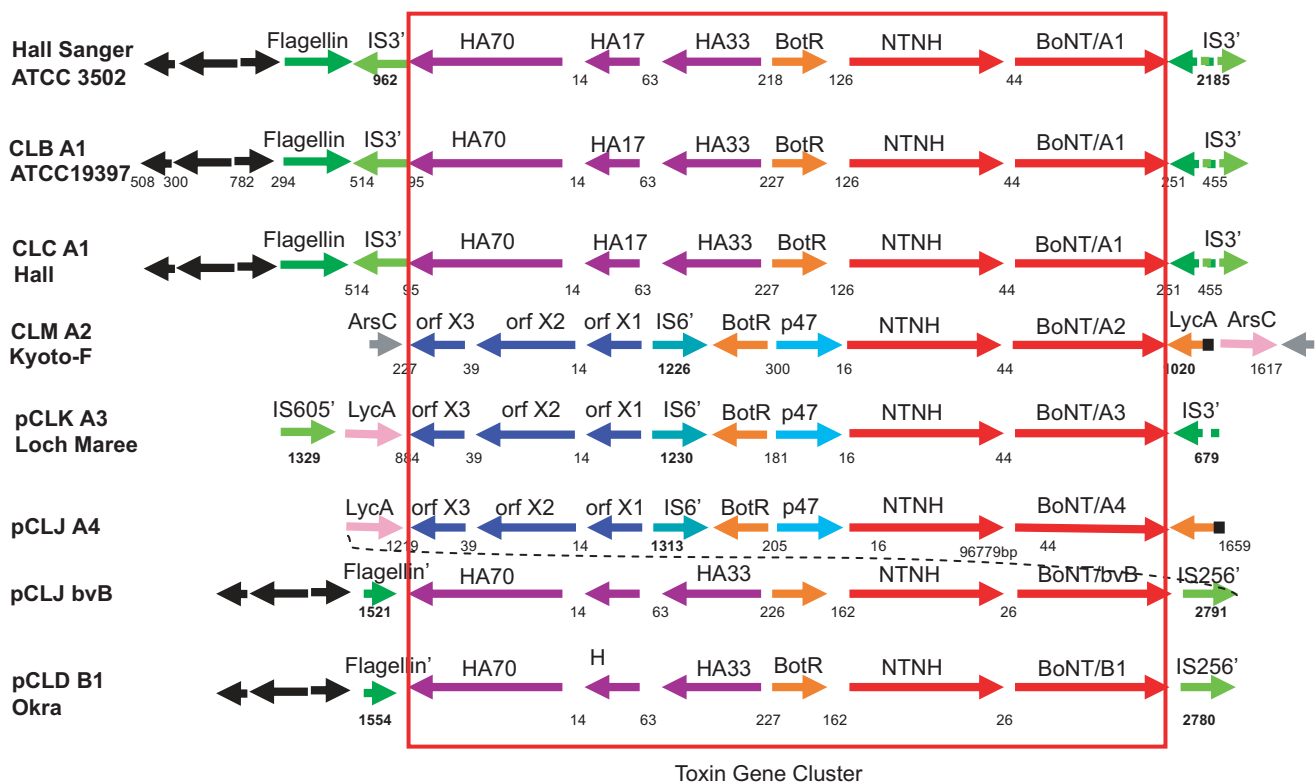 Flagellin IS3’ HA70 HA17 HA33 BotR NTNH BoNT/A1 IS3’
Hall Sanger
ATCC 3502
962 14 63 218 126 44 2185
Flagellin IS3’ HA70 HA17 HA33 BotR NTNH BoNT/A1 IS3’
CLB A1
ATCC19397
508 300 782 294 514 95 14 63 227 126 44 251 455
Flagellin IS3’ HA70 HA17 HA33 BotR NTNH BoNT/A1 IS3’
CLC A1
Hall
514 95 14 63 227 126 44 251 455
ArsC orf X3 orf X2 orf X1 IS6’ BotR p47 NTNH BoNT/A2 LycA ArsC
CLM A2
Kyoto-F
227 39 14 1226 300 16 44 1020 1617
IS605’ LycA orf X3 orf X2 orf X1 IS6’ BotR p47 NTNH BoNT/A3 IS3’
pCLK A3
Loch Maree
1329 884 39 14 1230 181 16 44 679
LycA orf X3 orf X2 orf X1 IS6’ BotR p47 NTNH BoNT/A4
pCLJ A4
1219 39 14 1313 205 16 96779bp 44 1659
Flagellin’ HA70 HA33 NTNH BoNT/bvB IS256’
pCLJ bvB
1521 14 63 226 162 26 2791
Flagellin’ HA70 H HA33 BotR NTNH BoNT/B1 IS256’
pCLD B1
Okra
1554 14 63 227 162 26 2780
Toxin Gene Cluster